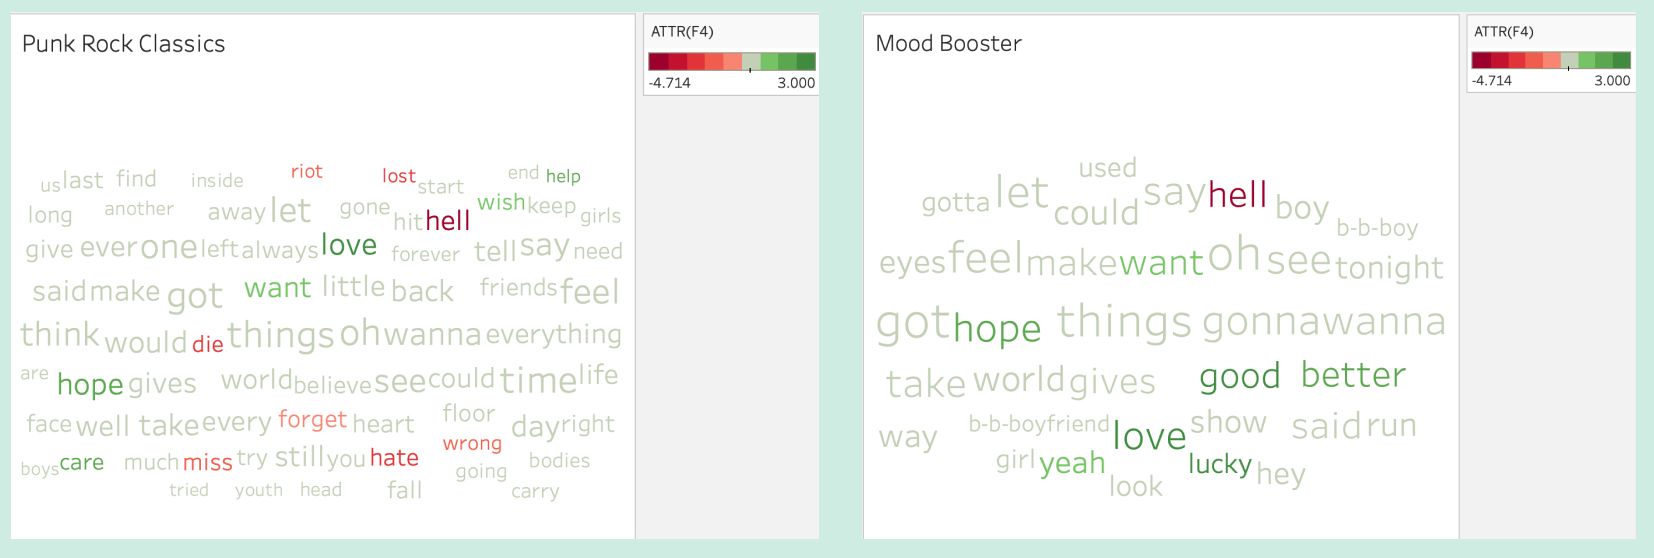 Punk Rock Classics
ATTR(F4)
-4.714 3.000
us last find inside riot lost start end help
long another away let gone hit hell wish keep girls
give ever one left always love forever tell say need
said make got want little back friends feel
think would die things oh wanna everything
are hope gives world believe see could time life
face well take every forget heart floor day right
boys care much miss try still you hate wrong going bodies
tried youth head fall carry
Mood Booster
ATTR(F4)
-4.714 3.000
used
gotta let could say hell boy b-b-boy
eyes feel make want oh see tonight
got hope things gonna wanna
take world gives good better
way b-b-boyfriend love show said run
girl yeah lucky hey
look